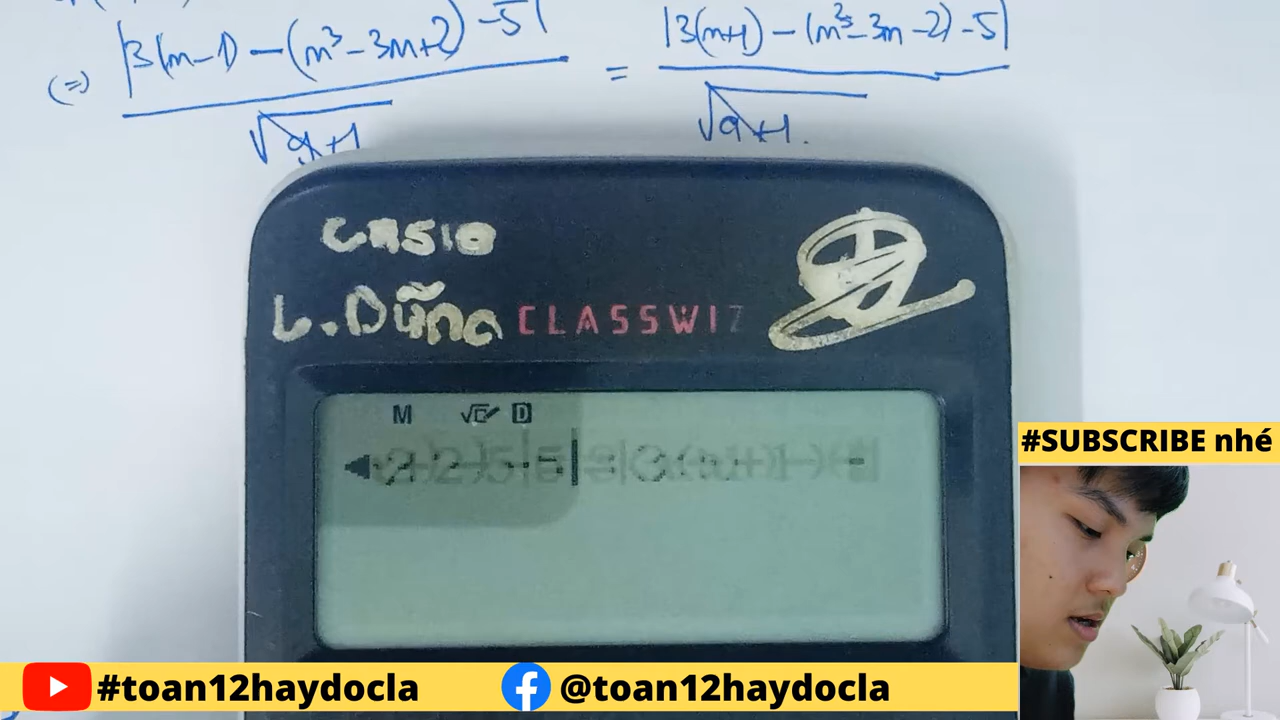 (=) |3(m-1) - (m³-3m+2) -5| / √9+1 = |3(m+1) - (m³-3m-2) -5| / √9+1.
CASIO
L.Dũng CLASSWIZ
M √ D
#SUBSCRIBE nhé
#toan12haydocla @toan12haydocla